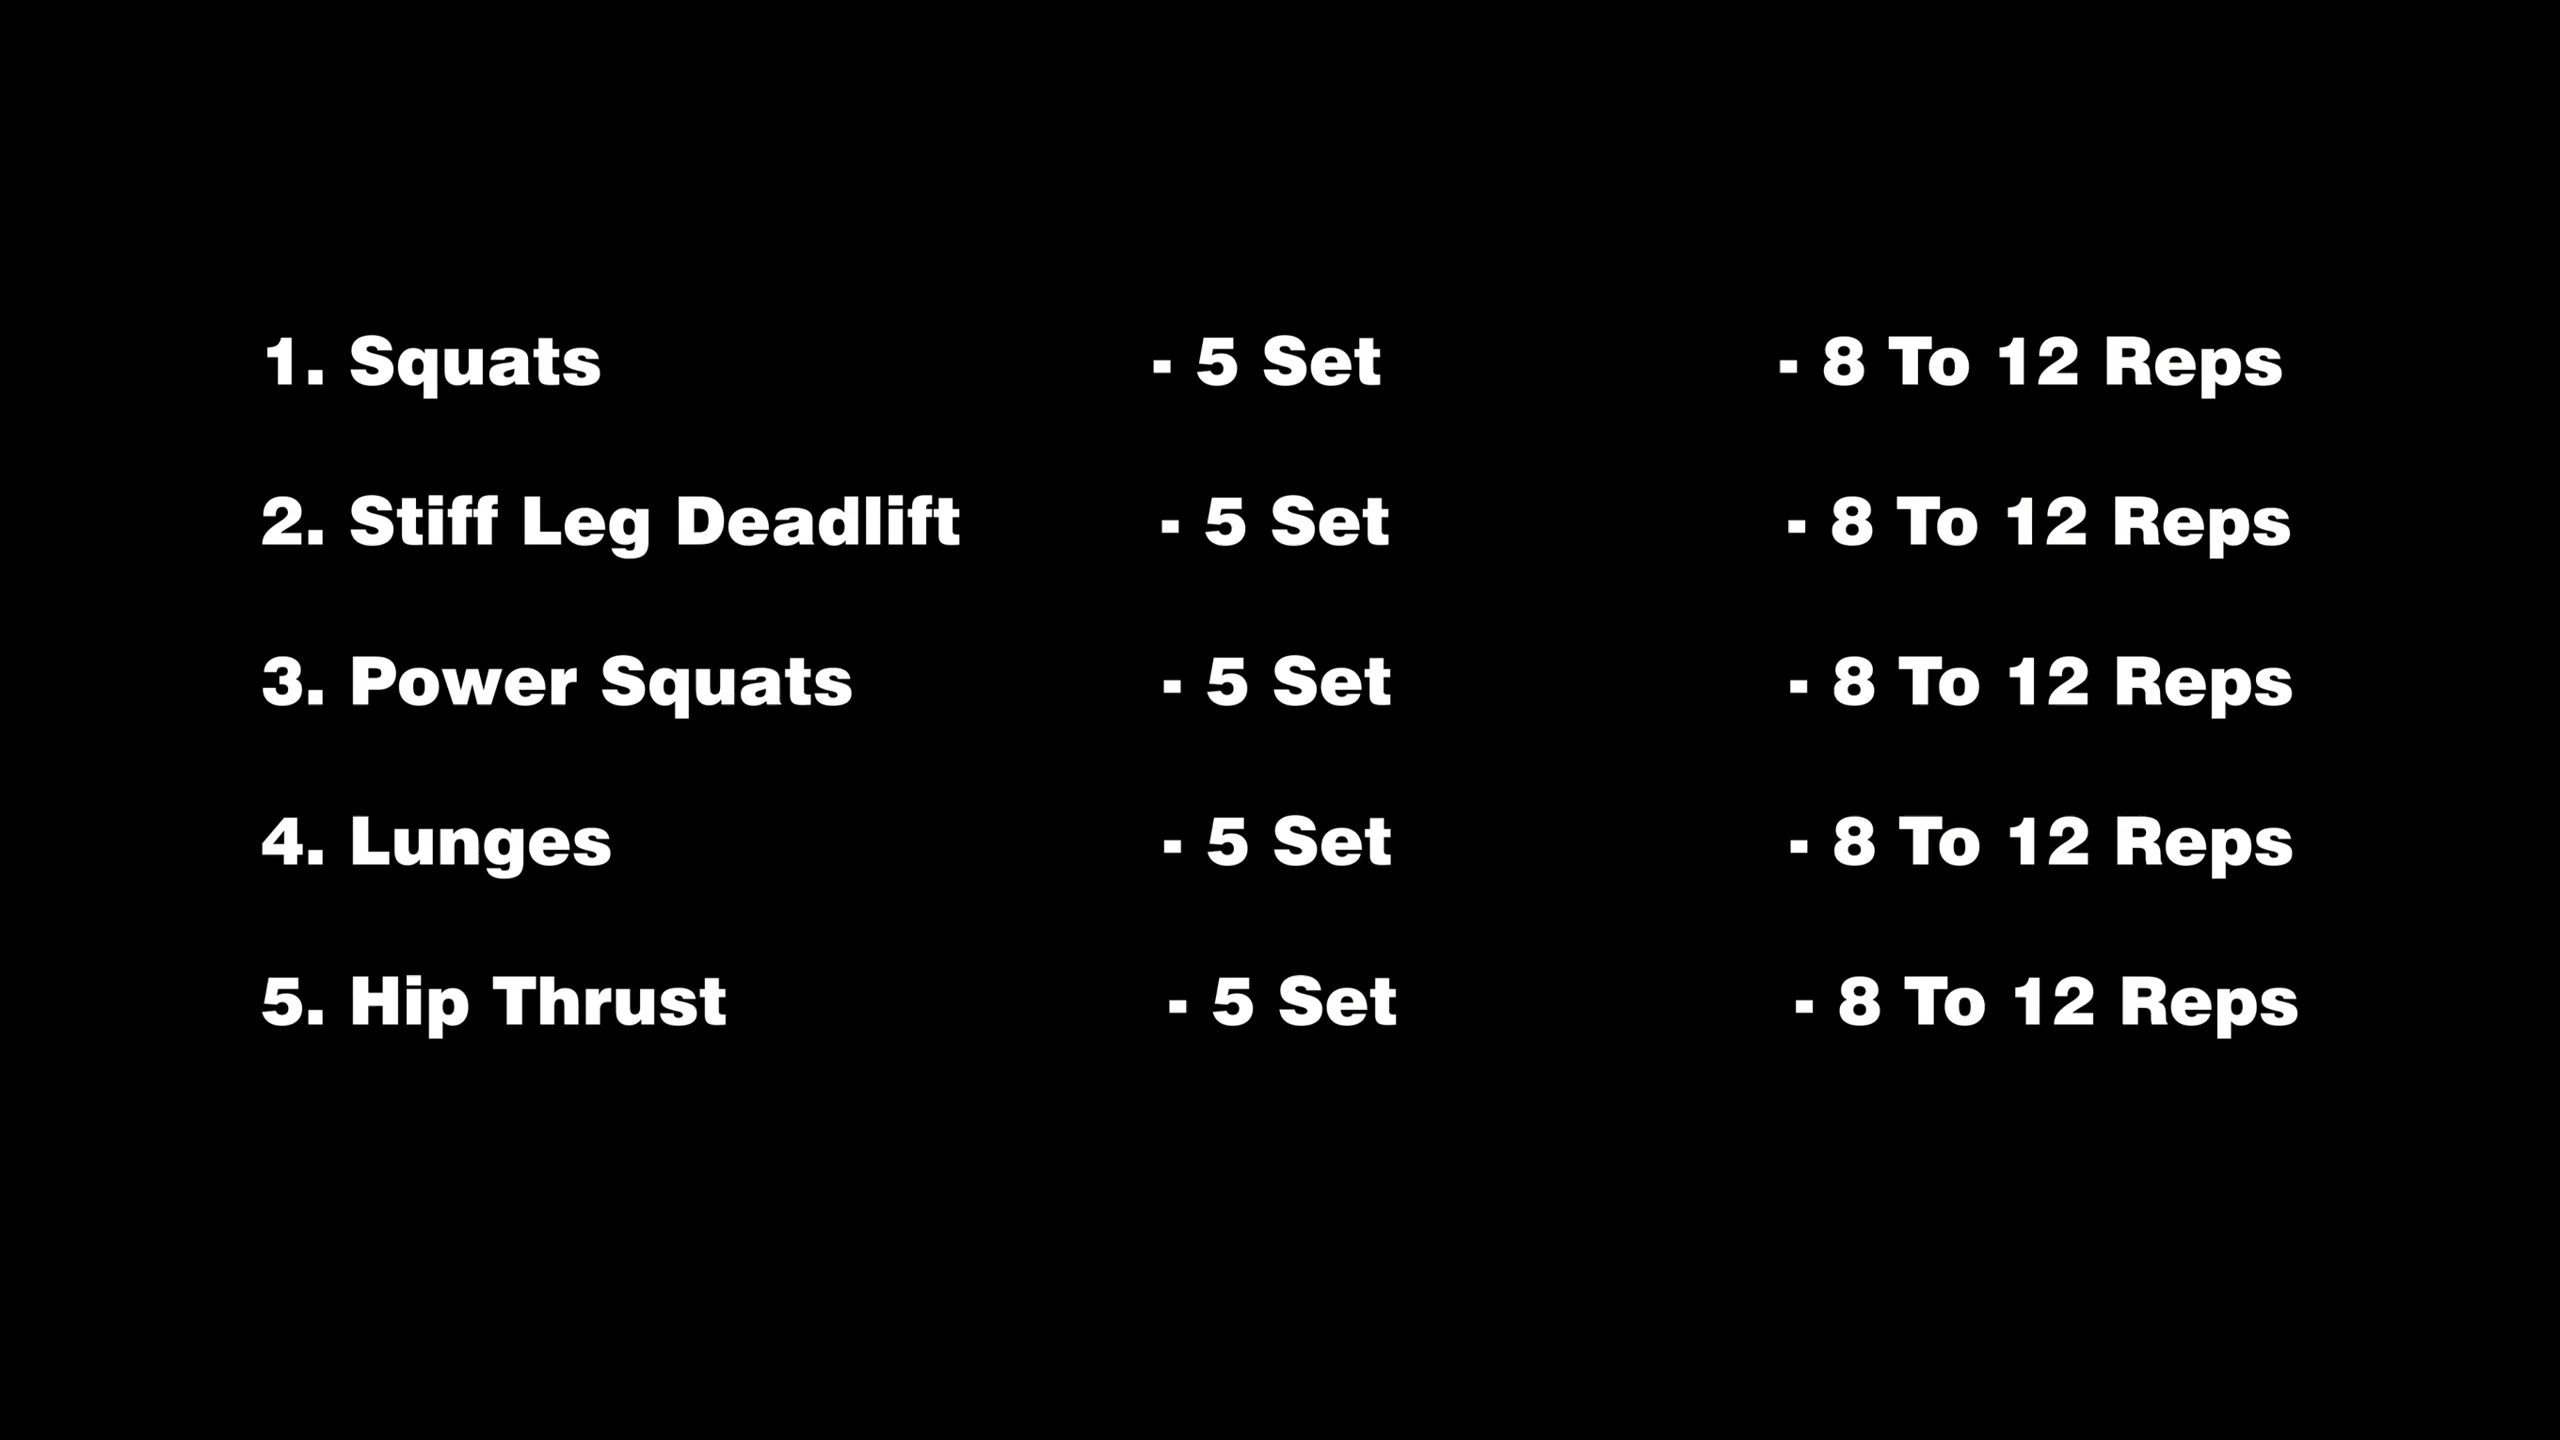 1. Squats - 5 Set - 8 To 12 Reps
2. Stiff Leg Deadlift - 5 Set - 8 To 12 Reps
3. Power Squats - 5 Set - 8 To 12 Reps
4. Lunges - 5 Set - 8 To 12 Reps
5. Hip Thrust - 5 Set - 8 To 12 Reps